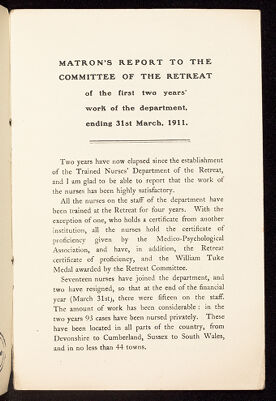 MATRON'S REPORT TO THE
COMMITTEE OF THE RETREAT
of the first two years'
work of the department,
ending 31st March, 1911.
Two years have now elapsed since the establishment
of the Trained Nurses' Department of the Retreat,
and I am glad to be able to report that the work of
the nurses has been highly satisfactory.
All the nurses on the staff of the department have
been trained at the Retreat for four years. With the
exception of one, who holds a certificate from another
institution, all the nurses hold the certificate of
proficiency given by the Medico-Psychological
Association, and have, in addition, the Retreat
certificate of proficiency, and the William Tuke
Medal awarded by the Retreat Committee.
Seventeen nurses have joined the department, and
two have resigned, so that at the end of the financial
year (March 31st), there were fifteen on the staff.
The amount of work has been considerable: in the
two years 93 cases have been nursed privately. These
have been located in all parts of the country, from
Devonshire to Cumberland, Sussex to South Wales,
and in no less than 44 towns.